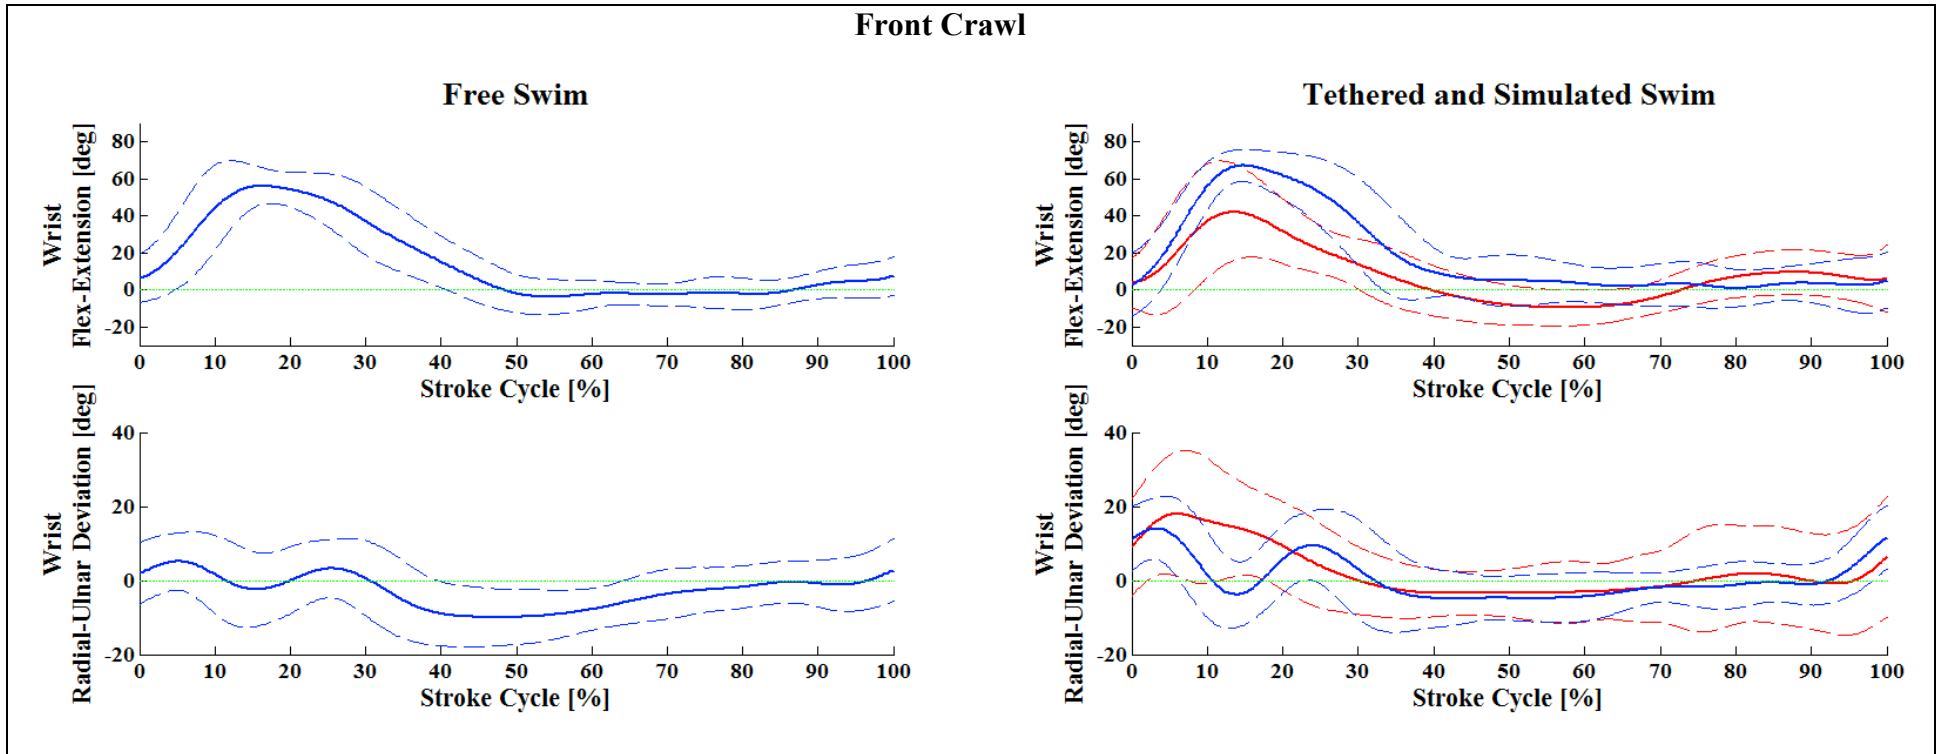 Front Crawl
Free Swim
Wrist
Flex-Extension [deg]
80
60
40
20
0
-20
0 10 20 30 40 50 60 70 80 90 100
Stroke Cycle [%]
Wrist
Radial-Ulnar Deviation [deg]
40
20
0
-20
0 10 20 30 40 50 60 70 80 90 100
Stroke Cycle [%]
Tethered and Simulated Swim
Wrist
Flex-Extension [deg]
80
60
40
20
0
-20
0 10 20 30 40 50 60 70 80 90 100
Stroke Cycle [%]
Wrist
Radial-Ulnar Deviation [deg]
40
20
0
-20
0 10 20 30 40 50 60 70 80 90 100
Stroke Cycle [%]